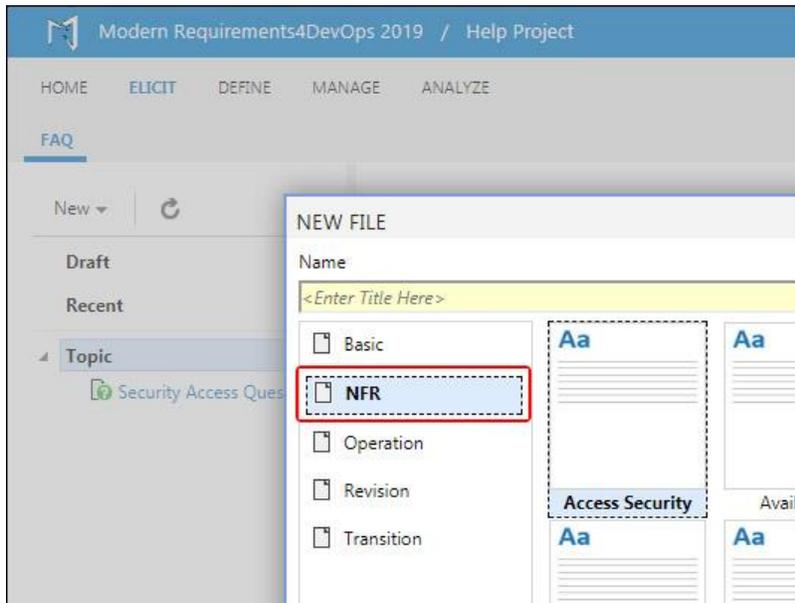 Modern Requirements4DevOps 2019 / Help Project
HOME ELICIT DEFINE MANAGE ANALYZE
FAQ
New
Draft
Recent
Topic
Security Access Ques
NEW FILE
Name
<Enter Title Here>
Basic
NFR
Operation
Revision
Transition
Aa
Access Security
Aa
Avail
Aa
Aa